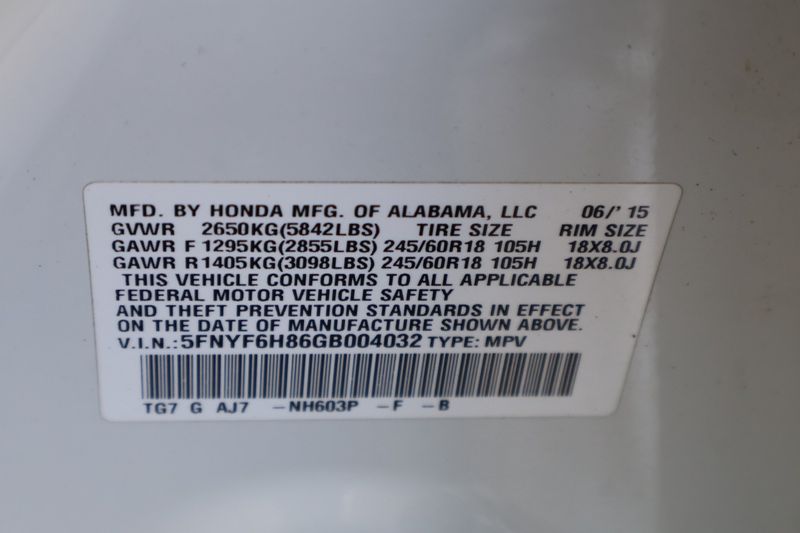 MFD. BY HONDA MFG. OF ALABAMA, LLC 06/'15
GVWR 2650KG(5842LBS) TIRE SIZE RIM SIZE
GAWR F 1295KG(2855LBS) 245/60R18 105H 18X8.0J
GAWR R 1405KG(3098LBS) 245/60R18 105H 18X8.0J
THIS VEHICLE CONFORMS TO ALL APPLICABLE
FEDERAL MOTOR VEHICLE SAFETY
AND THEFT PREVENTION STANDARDS IN EFFECT
ON THE DATE OF MANUFACTURE SHOWN ABOVE.
V.I.N.: 5FNYF6H86GB004032 TYPE: MPV
TG7 G AJ7 -NH603P -F -B